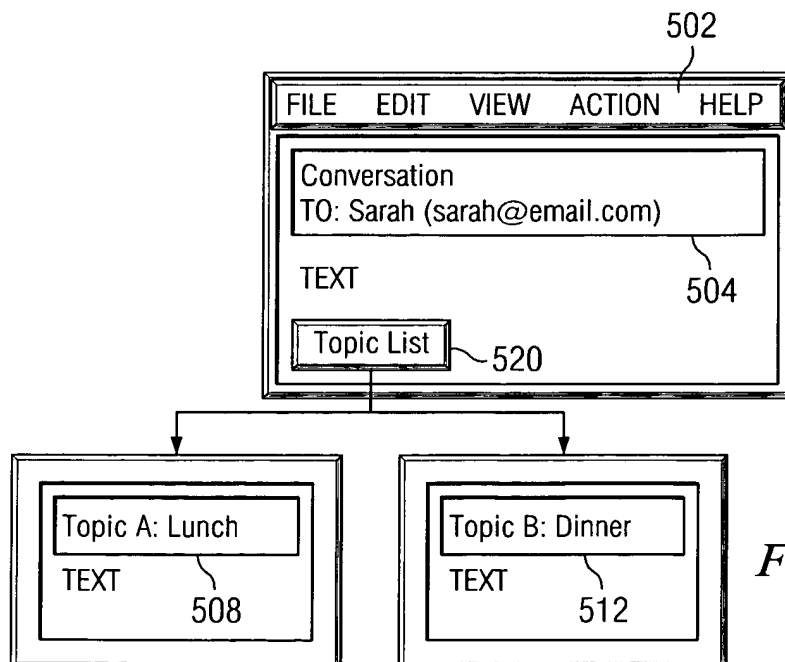 502
FILE EDIT VIEW ACTION HELP
Conversation
TO: Sarah (sarah@email.com)
504
TEXT
Topic List
520
Topic A: Lunch
TEXT
508
Topic B: Dinner
TEXT
512
F